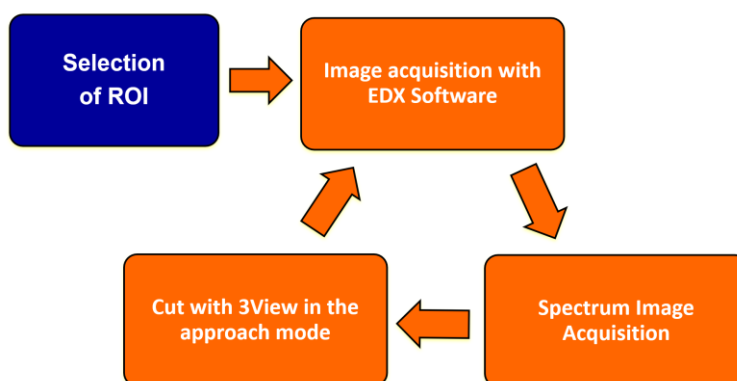 Selection
of ROI
Image acquisition with
EDX Software
Cut with 3View in the
approach mode
Spectrum Image
Acquisition